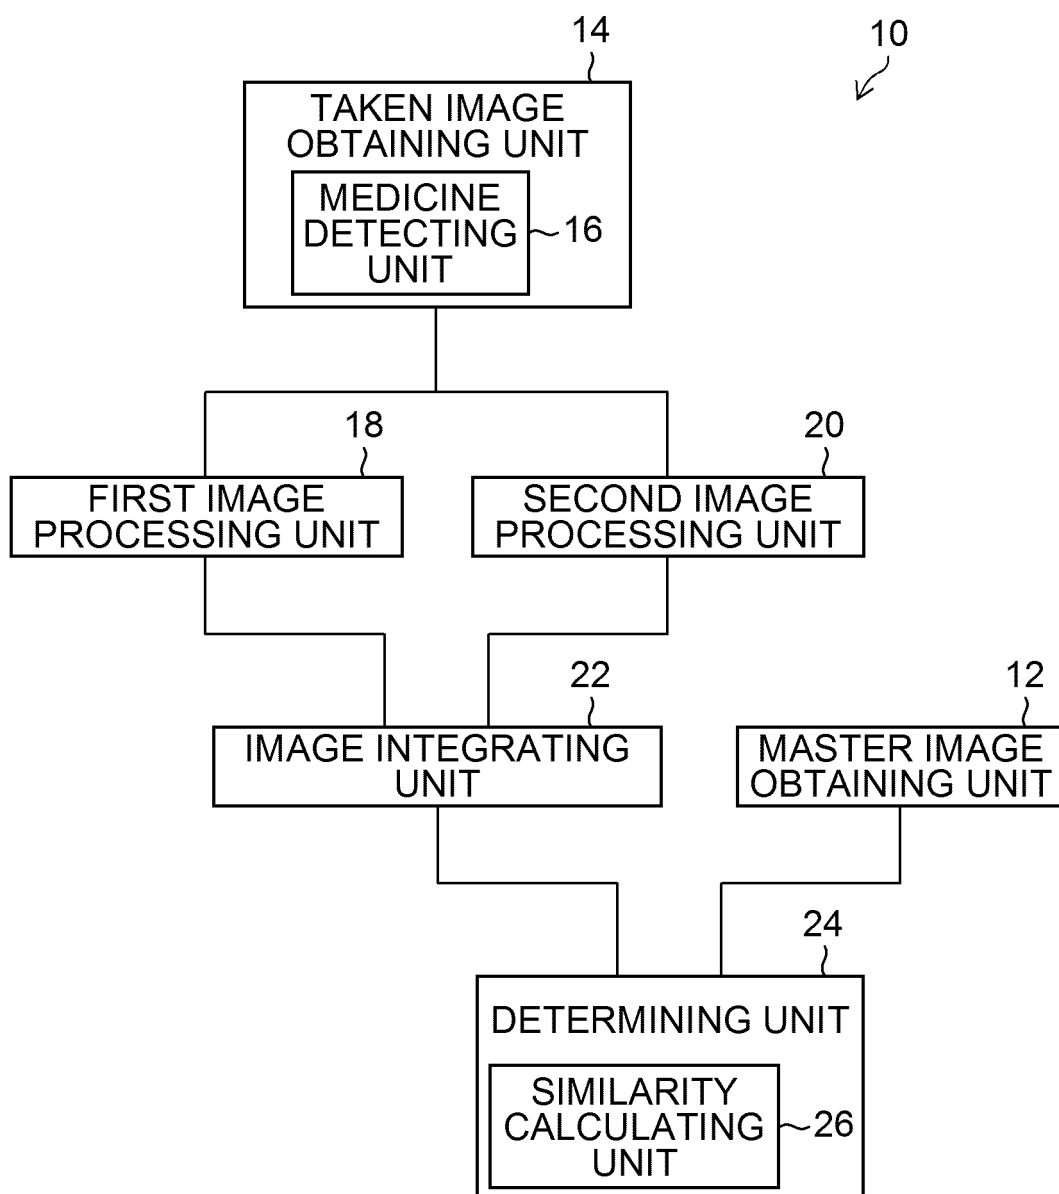 14
10
TAKEN IMAGE
OBTAINING UNIT
MEDICINE
DETECTING
UNIT
16
18
20
FIRST IMAGE
PROCESSING UNIT
SECOND IMAGE
PROCESSING UNIT
22
12
IMAGE INTEGRATING
UNIT
MASTER IMAGE
OBTAINING UNIT
24
DETERMINING UNIT
SIMILARITY
CALCULATING
UNIT
26